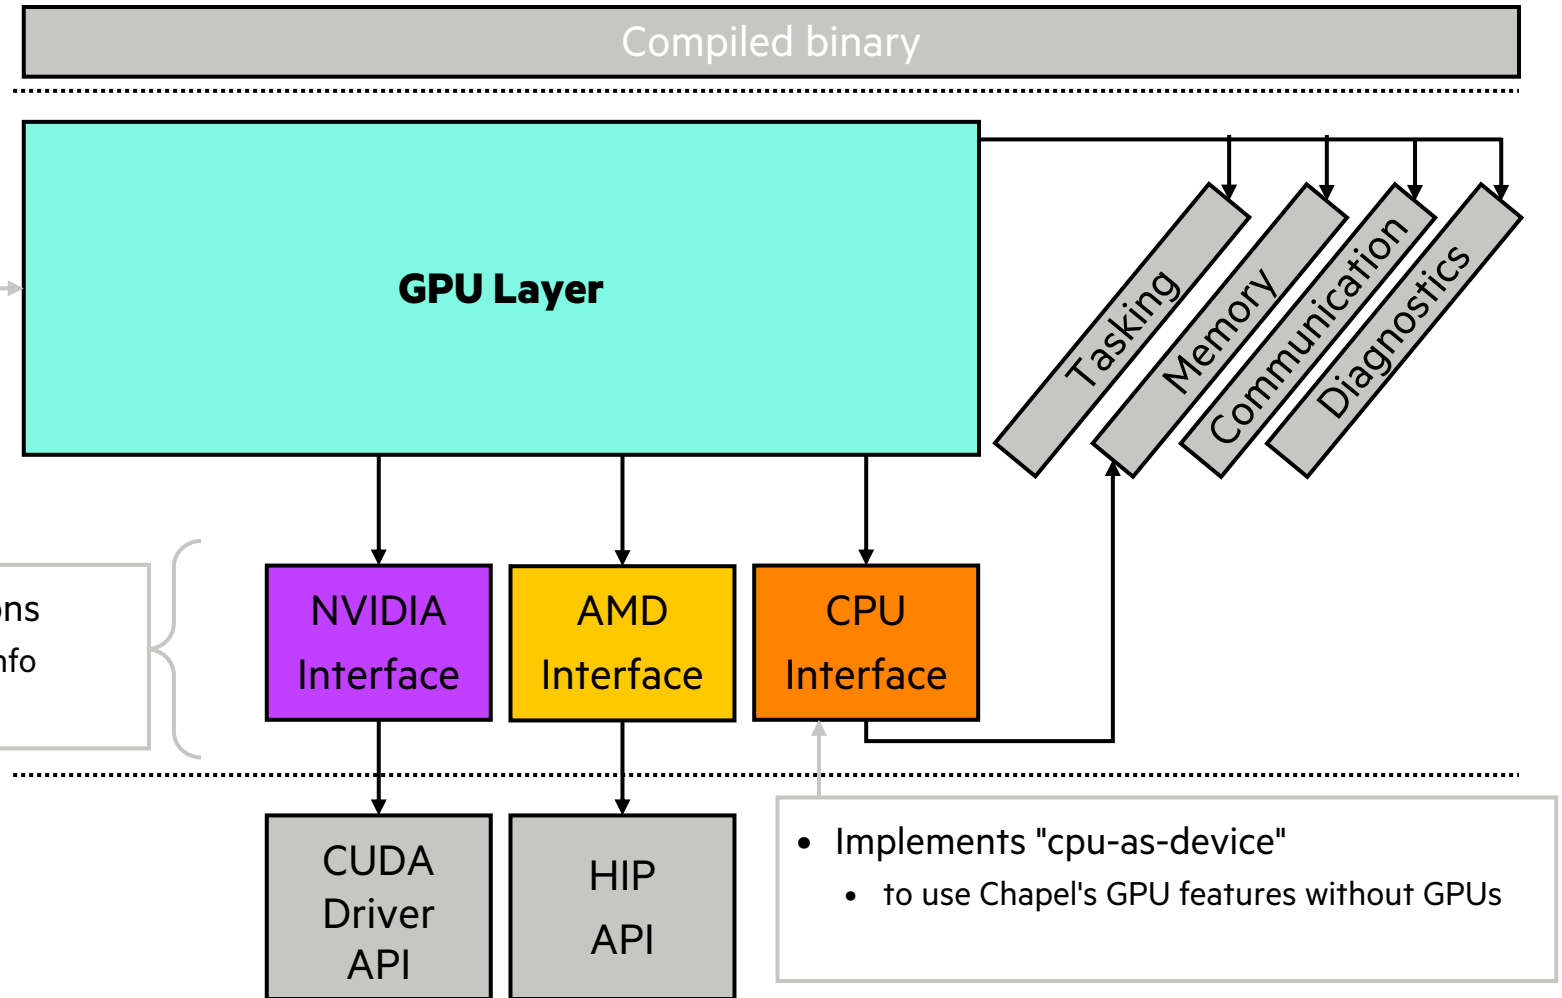 Compiled binary
GPU Layer
Tasking
Memory
Communication
Diagnostics
NVIDIA
Interface
AMD
Interface
CPU
Interface
CUDA
Driver
API
HIP
API
• Implements "cpu-as-device"
• to use Chapel's GPU features without GPUs